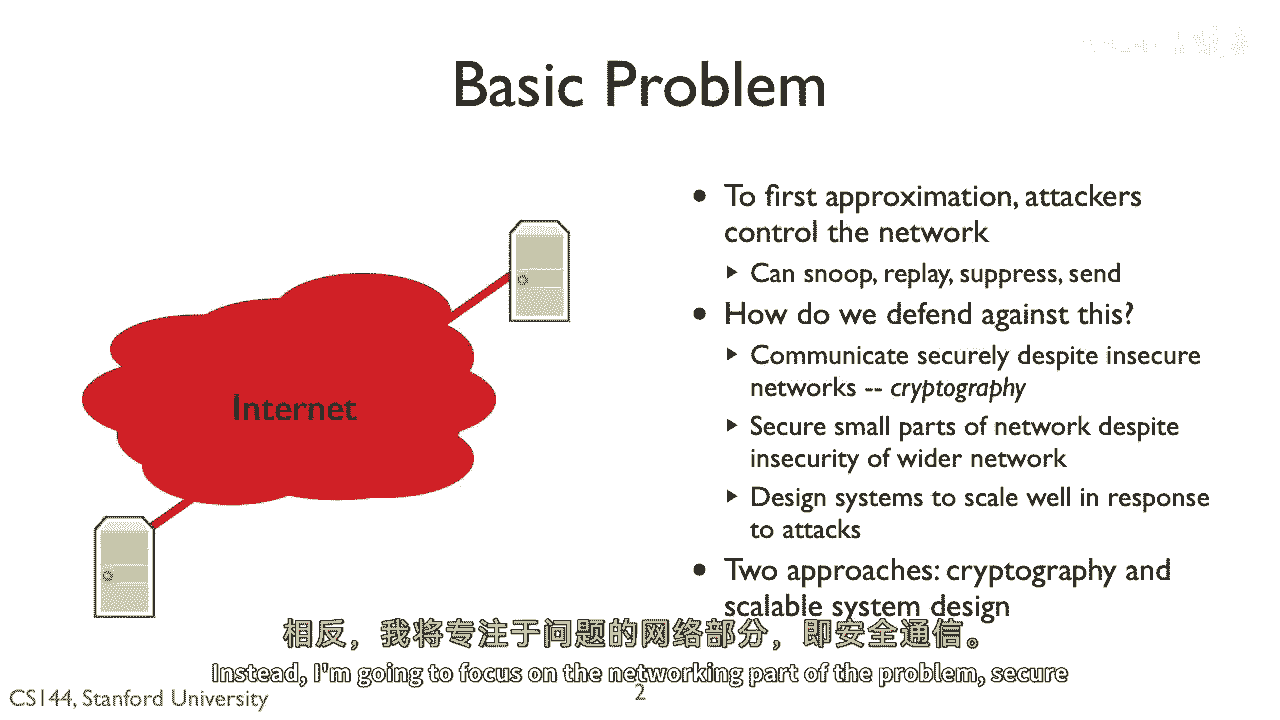 Basic Problem
• To first approximation, attackers
control the network
‣ Can snoop, replay, suppress, send
• How do we defend against this?
‣ Communicate securely despite insecure
networks -- cryptography
‣ Secure small parts of network despite
insecurity of wider network
‣ Design systems to scale well in response
to attacks
• Two approaches: cryptography and
scalable system design
Internet
相反，我将专注于问题的网络部分，即安全通信。
Instead, I'm going to focus on the networking part of the problem, secure
CS144, Stanford University
2